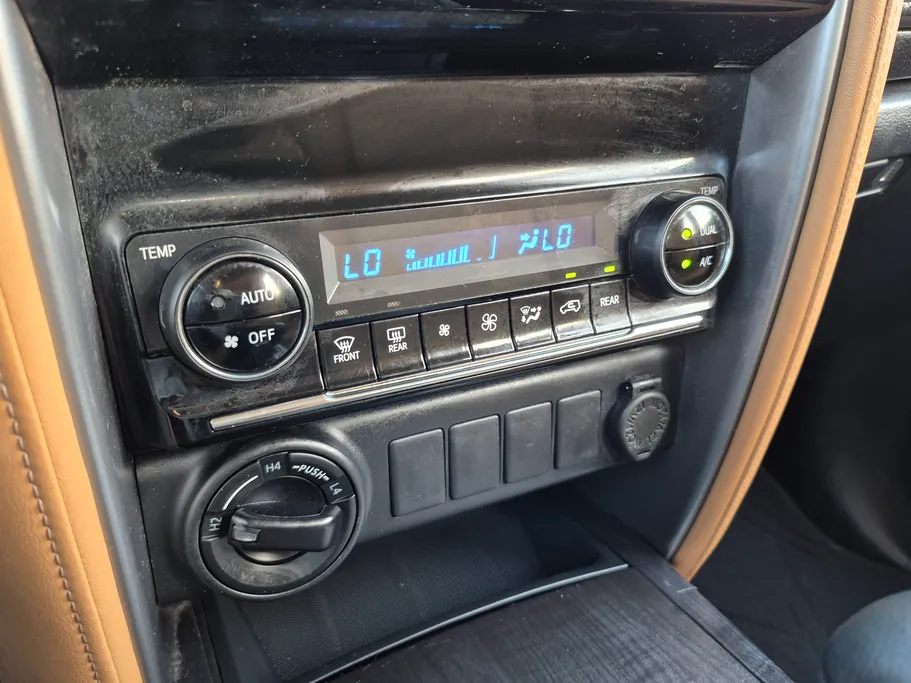 TEMP
TEMP
LO
LO
DUAL
A/C
AUTO
OFF
FRONT
REAR
REAR
H2
H4
PUSH
L4